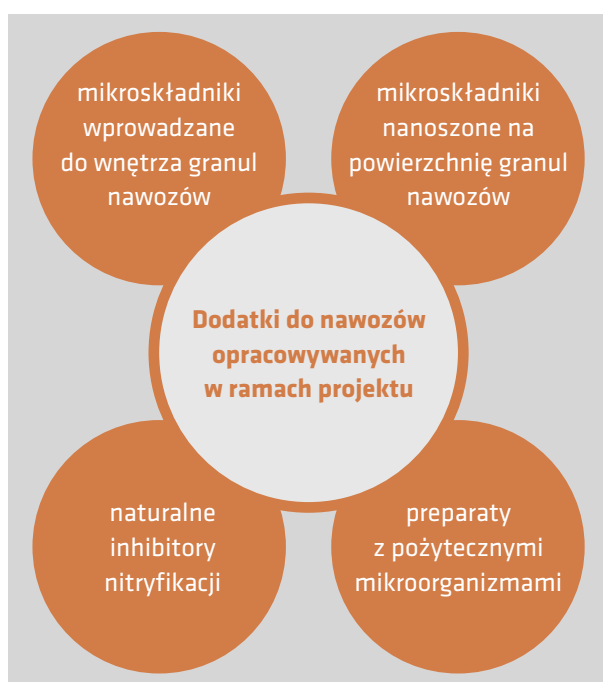 mikroskładniki
wprowadzane
do wnętrza granul
nawozów
mikroskładniki
nanoszone na
powierzchnię granul
nawozów
Dodatki do nawozów
opracowywanych
w ramach projektu
naturalne
inhibitory
nitryfikacji
preparaty
z pożytecznymi
mikroorganizmami